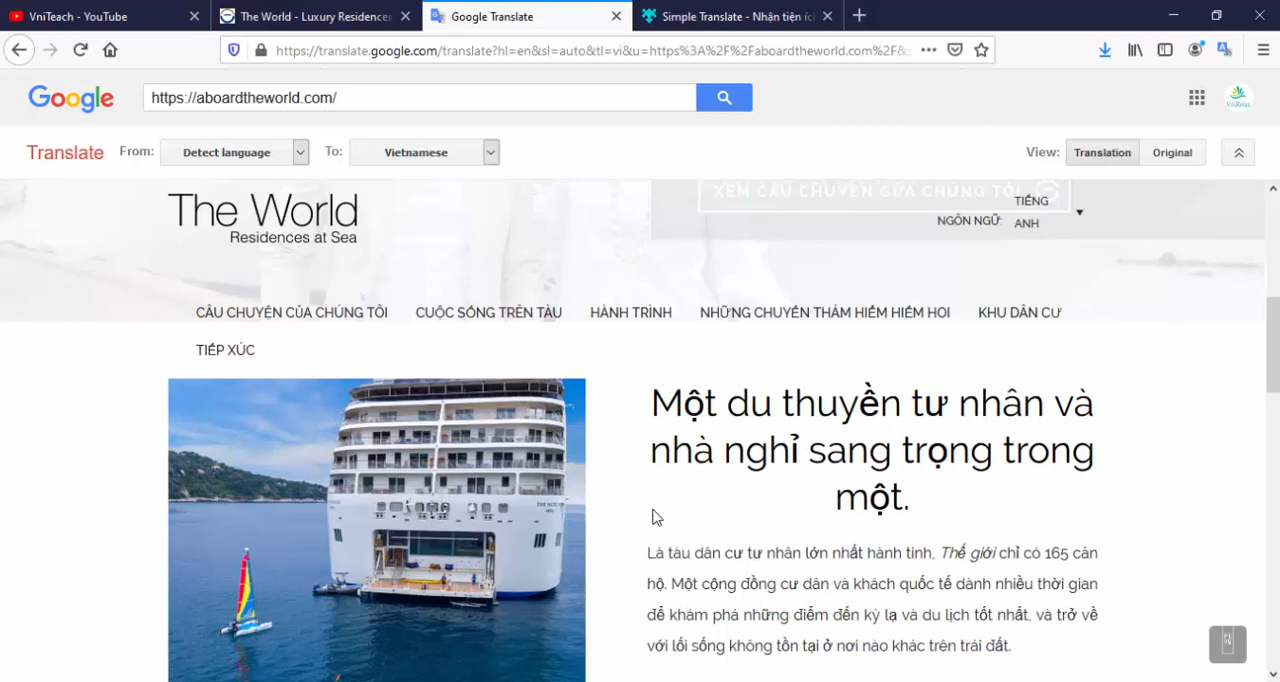 VniTeach - YouTube
The World - Luxury Residences
Google Translate
Simple Translate - Nhận tiện íc
https://translate.google.com/translate?hl=en&sl=auto&tl=vi&u=https%3A%2F%2Faboardtheworld.com%2F&s
Google
https://aboardtheworld.com/
VniRelax
Translate
From:
Detect language
To:
Vietnamese
View:
Translation
Original
The World
Residences at Sea
XEM CÂU CHUYỆN CỦA CHÚNG TÔI
NGÔN NGỮ:
TIẾNG
ANH
CÂU CHUYỆN CỦA CHÚNG TÔI
CUỘC SỐNG TRÊN TÀU
HÀNH TRÌNH
NHỮNG CHUYẾN THÁM HIỂM HIẾM HOI
KHU DÂN CƯ
TIẾP XÚC
Một du thuyền tư nhân và
nhà nghỉ sang trọng trong
một.
Là tàu dân cư tư nhân lớn nhất hành tinh, Thế giới chỉ có 165 căn
hộ. Một cộng đồng cư dân và khách quốc tế dành nhiều thời gian
để khám phá những điểm đến kỳ lạ và du lịch tốt nhất, và trở về
với lối sống không tồn tại ở nơi nào khác trên trái đất.